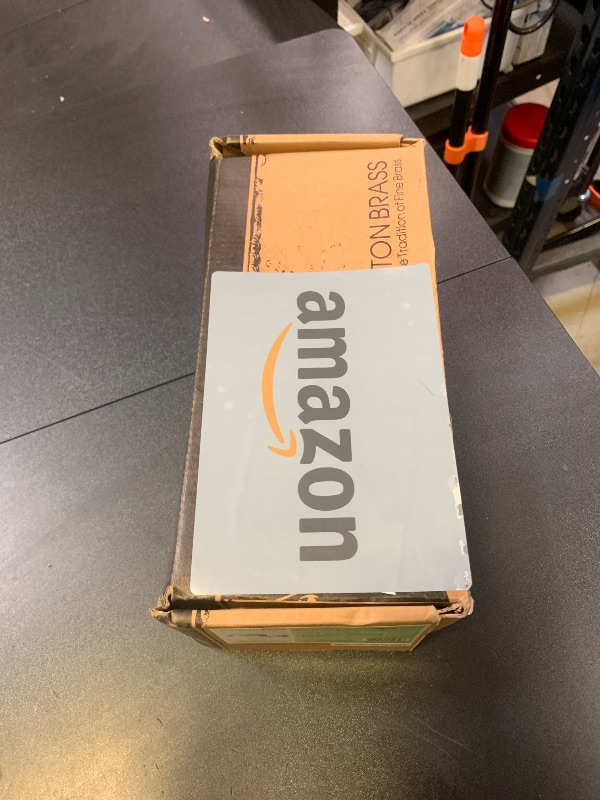 TON BRASS
e Tradition of Fine Brass
amazon